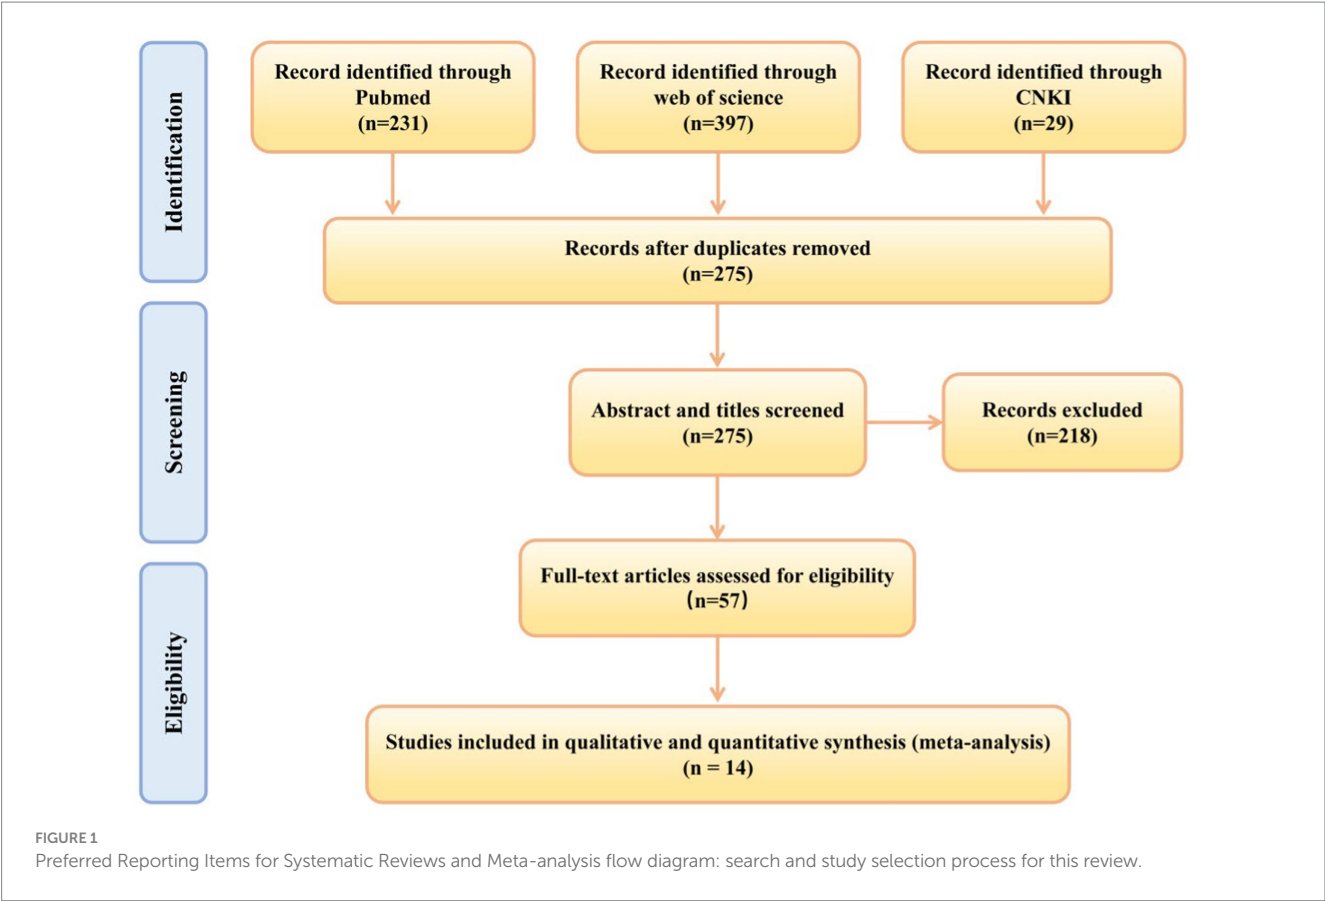 Identification
Record identified through
Pubmed
(n=231)
Record identified through
web of science
(n=397)
Record identified through
CNKI
(n=29)
Records after duplicates removed
(n=275)
Screening
Abstract and titles screened
(n=275)
Records excluded
(n=218)
Full-text articles assessed for eligibility
(n=57)
Eligibility
Studies included in qualitative and quantitative synthesis (meta-analysis)
(n = 14)
FIGURE 1
Preferred Reporting Items for Systematic Reviews and Meta-analysis flow diagram: search and study selection process for this review.